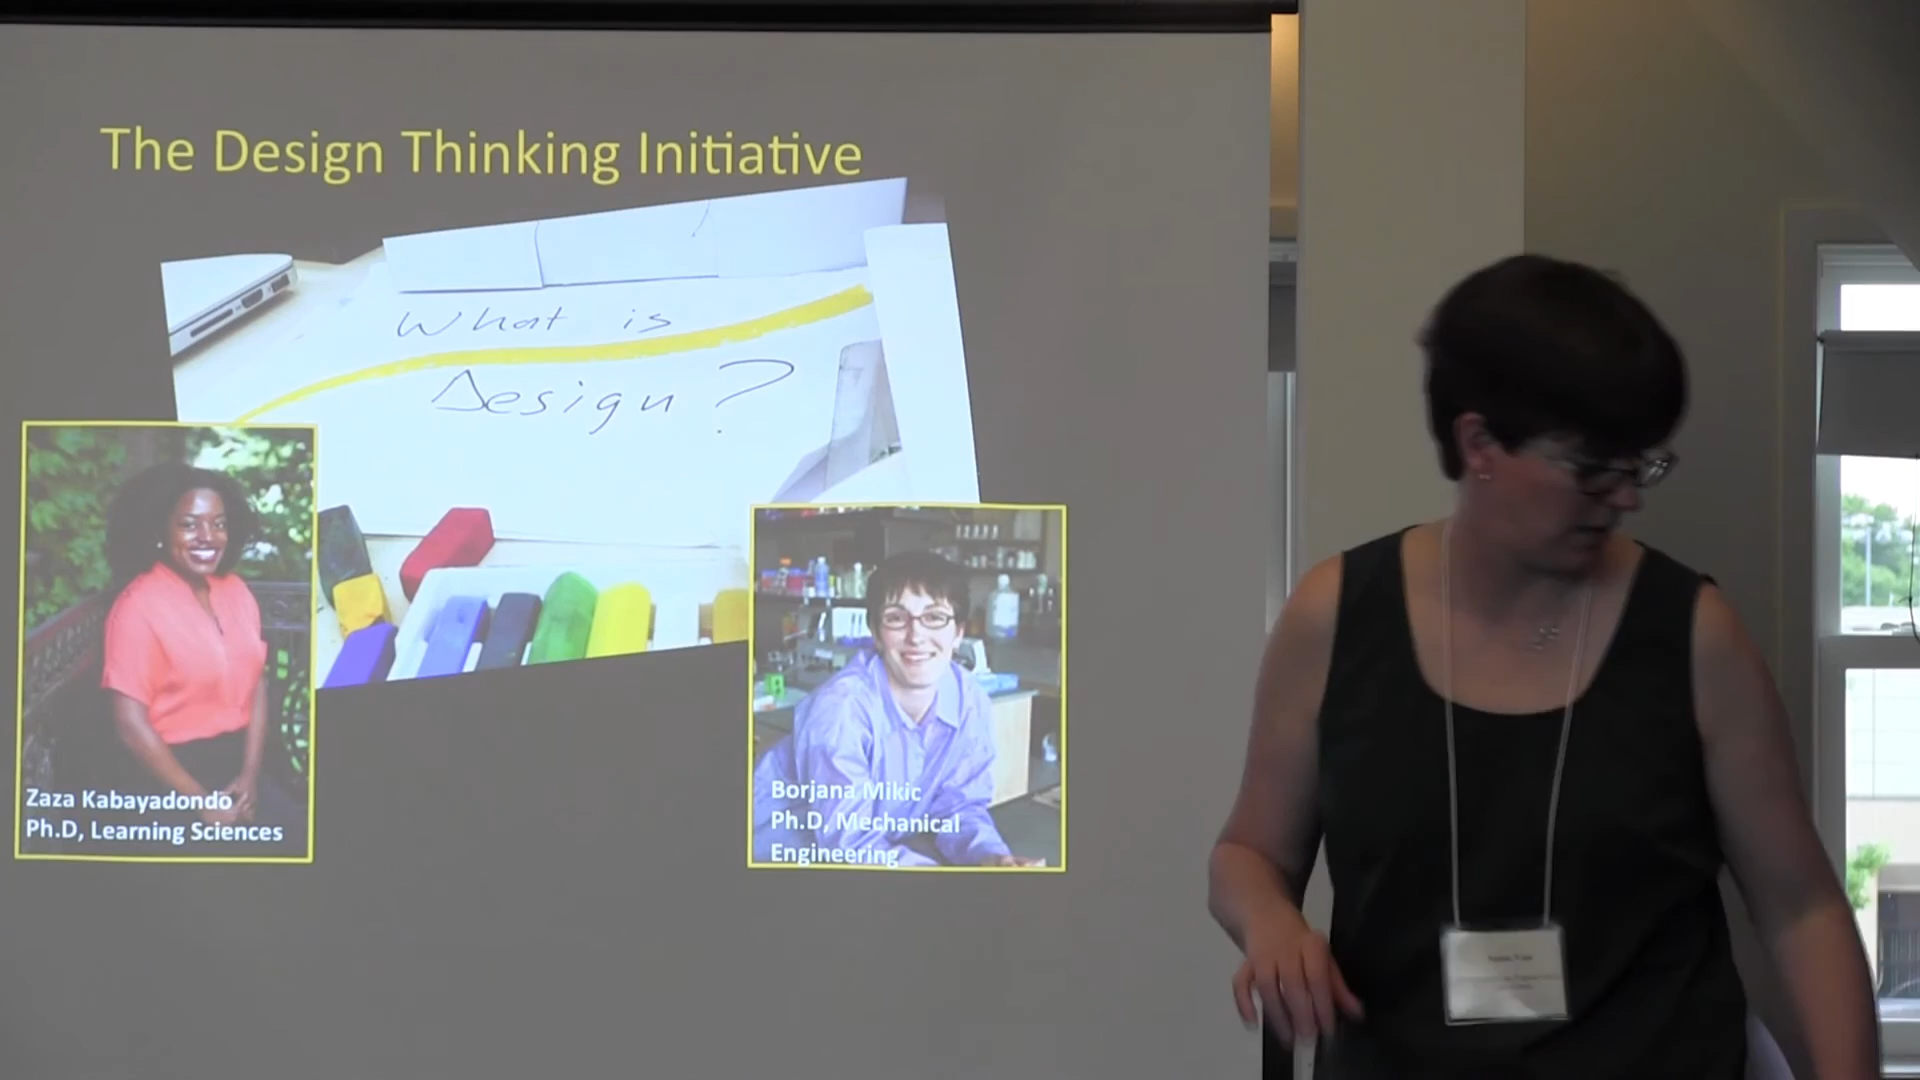 The Design Thinking Initiative
What is
Design?
Zaza Kabayadondo
Ph.D, Learning Sciences
Borjana Mikic
Ph.D, Mechanical
Engineering